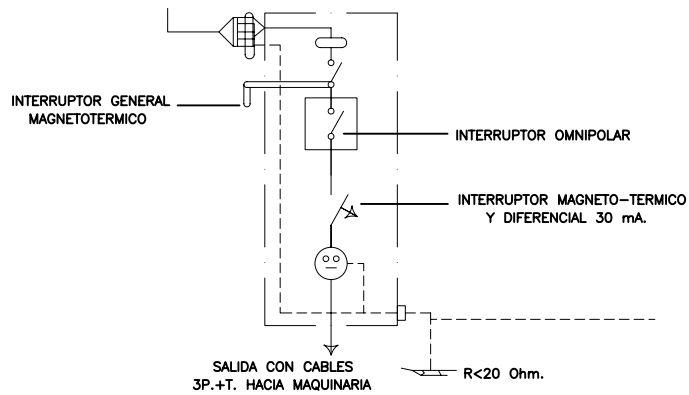 INTERRUPTOR GENERAL
MAGNETOTERMICO
INTERRUPTOR OMNIPOLAR
INTERRUPTOR MAGNETO-TERMICO
Y DIFERENCIAL 30 mA.
SALIDA CON CABLES
3P.+T. HACIA MAQUINARIA
R<20 Ohm.